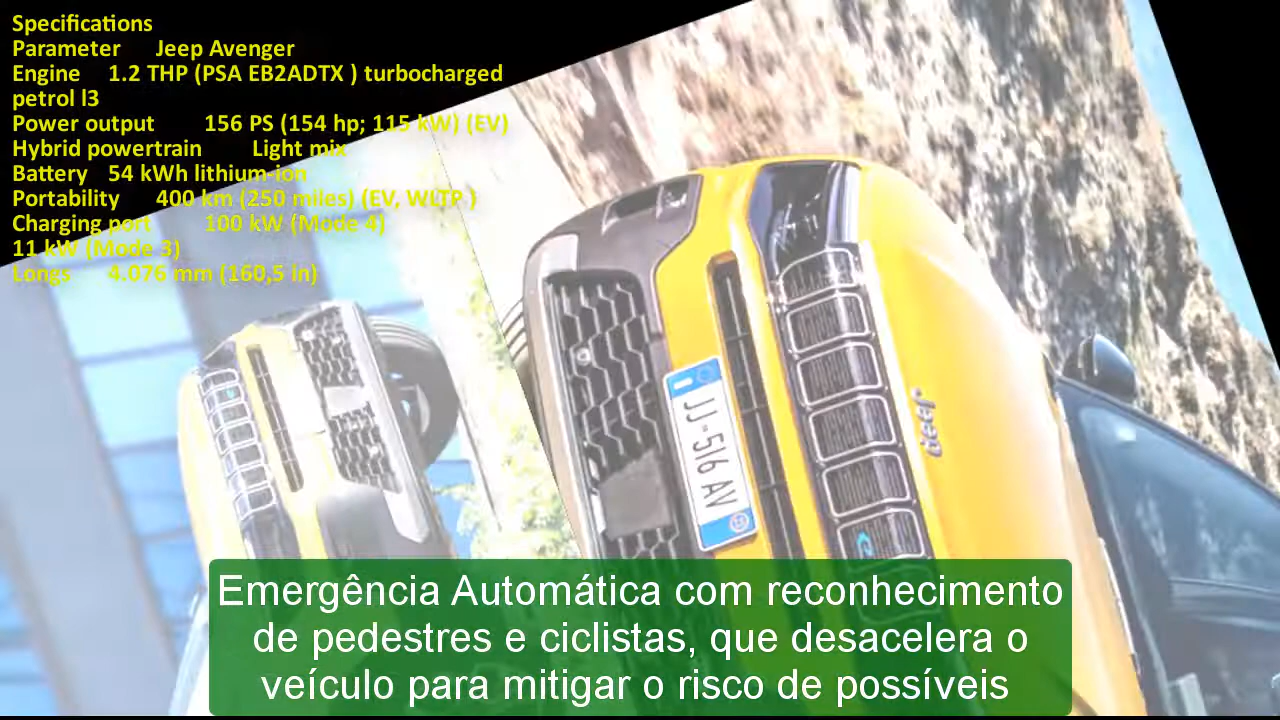 Specifications
Parameter Jeep Avenger
Engine 1.2 THP (PSA EB2ADTX ) turbocharged
petrol l3
Power output 156 PS (154 hp; 115 kW) (EV)
Hybrid powertrain Light mix
Battery 54 kWh lithium-ion
Portability 400 km (250 miles) (EV, WLTP )
Charging port 100 kW (Mode 4)
11 kW (Mode 3)
Longs 4.076 mm (160,5 in)
Jeep
JJ-516 AV
Emergência Automática com reconhecimento
de pedestres e ciclistas, que desacelera o
veículo para mitigar o risco de possíveis